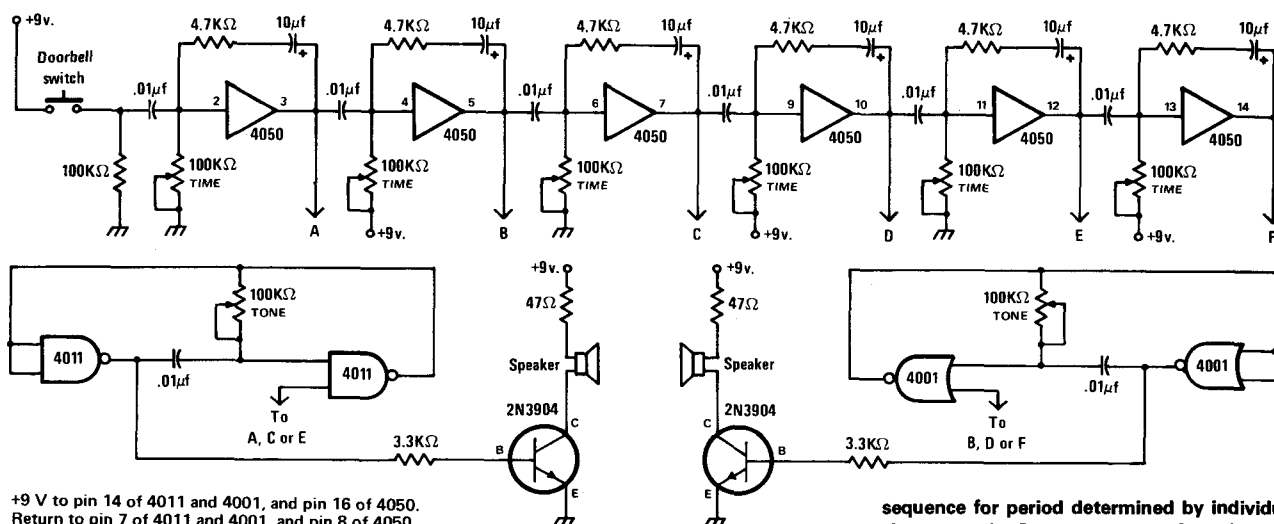 +9v.
Doorbell
switch
100KΩ
.01µf
4.7KΩ
10µf
+
2
3
4050
100KΩ
TIME
A
.01µf
4.7KΩ
10µf
+
4
5
4050
100KΩ
TIME
+9v.
B
.01µf
4.7KΩ
10µf
+
6
7
4050
100KΩ
TIME
C
.01µf
4.7KΩ
10µf
+
9
10
4050
100KΩ
TIME
+9v.
D
.01µf
4.7KΩ
10µf
+
11
12
4050
100KΩ
TIME
E
.01µf
4.7KΩ
10µf
+
13
14
4050
100KΩ
TIME
+9v.
F
4011
.01µf
100KΩ
TONE
4011
To
A, C or E
3.3KΩ
+9v.
47Ω
Speaker
2N3904
B
C
E
+9v.
47Ω
Speaker
2N3904
C
B
E
3.3KΩ
4001
100KΩ
TONE
.01µf
4001
To
B, D or F
+9 V to pin 14 of 4011 and 4001, and pin 16 of 4050.
Return to pin 7 of 4011 and 4001, and pin 8 of 4050
sequence for period determined by individu